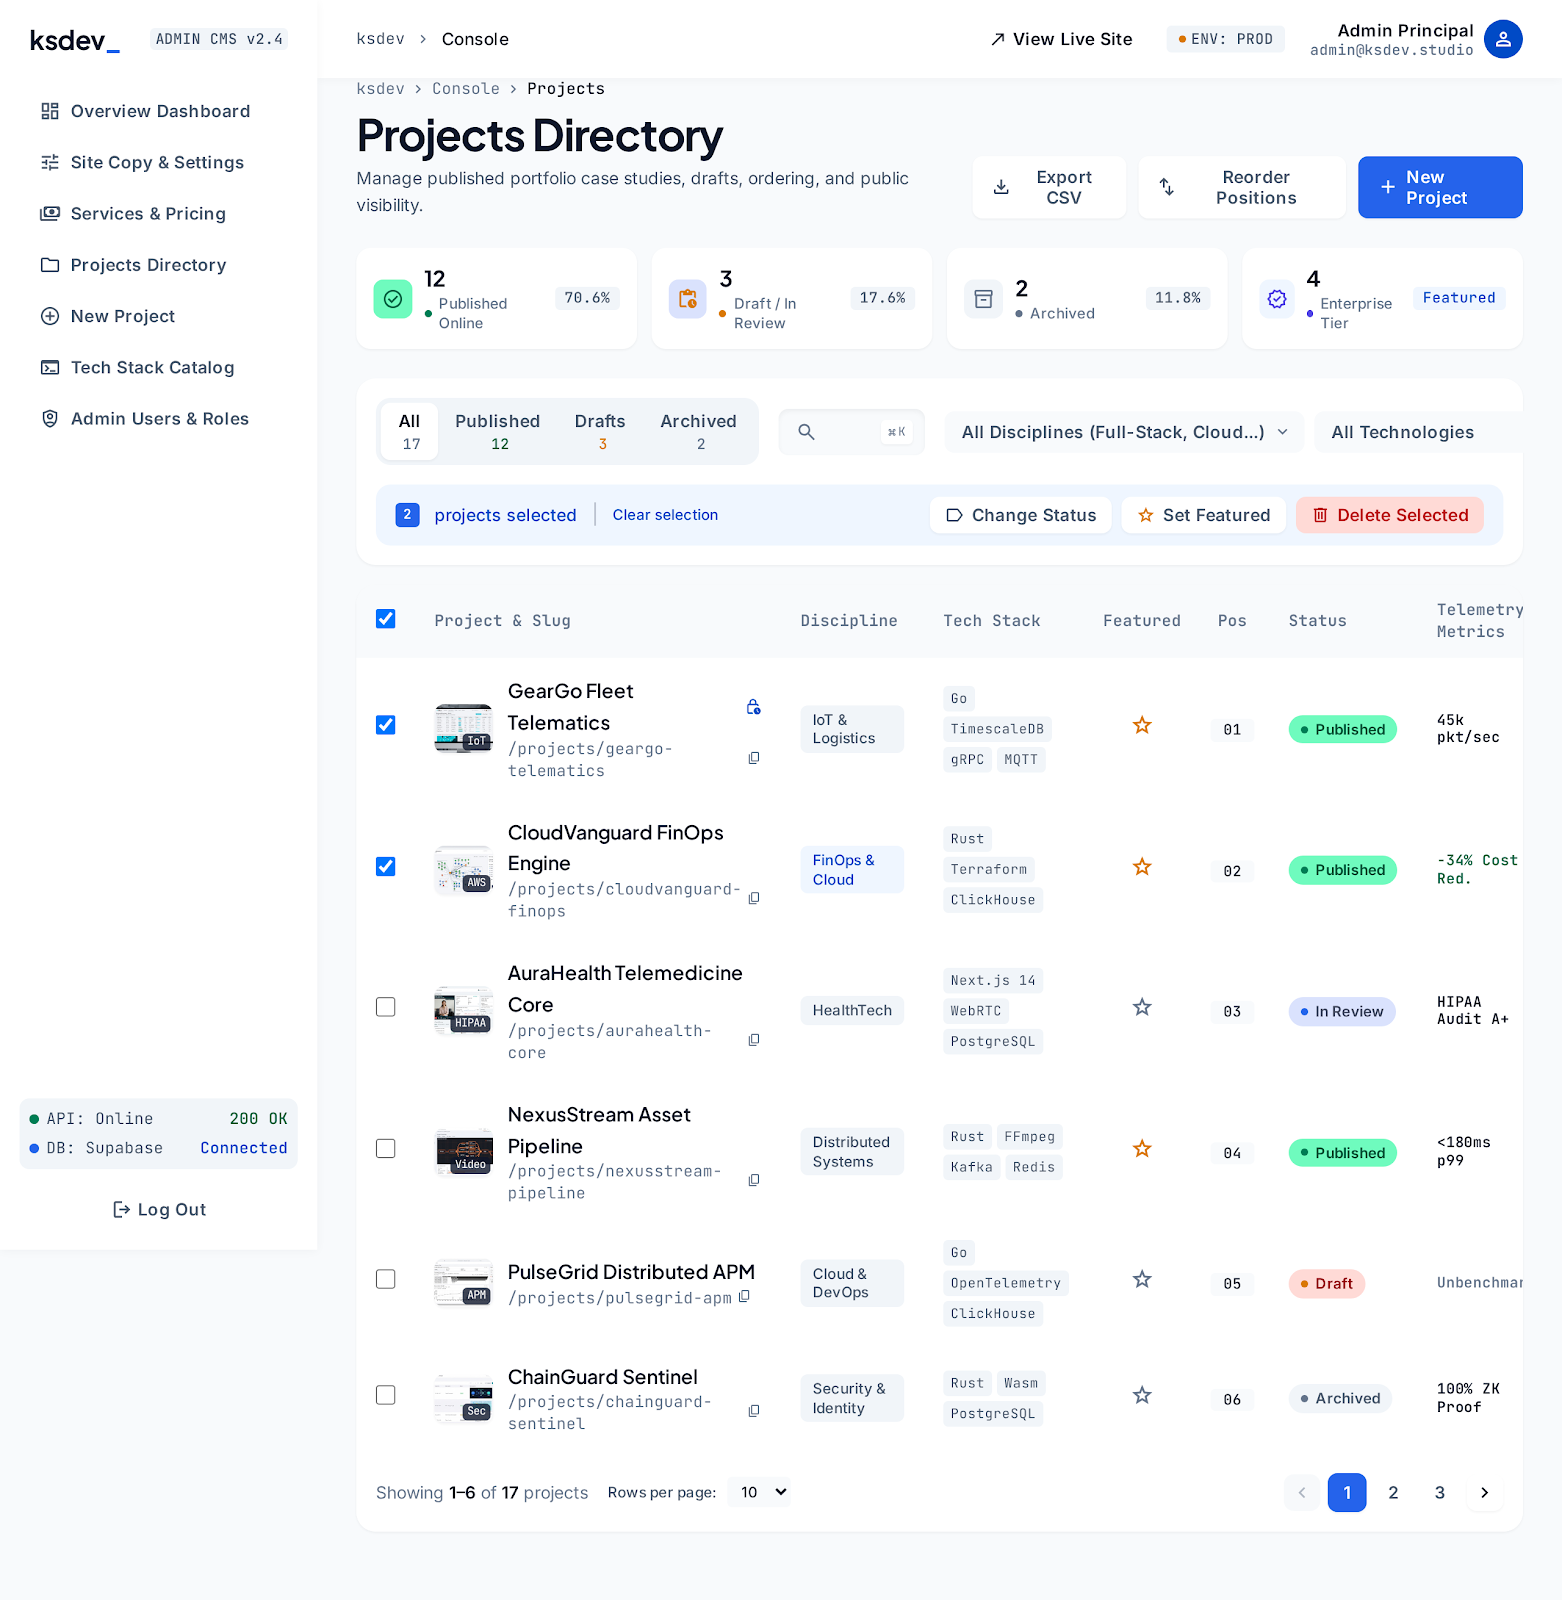 ksdev_
ADMIN CMS v2.4
Overview Dashboard
Site Copy & Settings
Services & Pricing
Projects Directory
New Project
Tech Stack Catalog
Admin Users & Roles
API: Online 200 OK
DB: Supabase Connected
Log Out
ksdev › Console
View Live Site
ENV: PROD
Admin Principal
admin@ksdev.studio
ksdev › Console › Projects
Projects Directory
Manage published portfolio case studies, drafts, ordering, and public
visibility.
Export
CSV
Reorder
Positions
New
Project
12
Published
Online
70.6%
3
Draft / In
Review
17.6%
2
Archived
11.8%
4
Enterprise
Tier
Featured
All
17
Published
12
Drafts
3
Archived
2
⌘K
All Disciplines (Full-Stack, Cloud...)
All Technologies
2 projects selected
Clear selection
Change Status
Set Featured
Delete Selected
Project & Slug
Discipline
Tech Stack
Featured
Pos
Status
Telemetry
Metrics
IoT
GearGo Fleet
Telematics
/projects/geargo-
telematics
IoT &
Logistics
Go
TimescaleDB
gRPC MQTT
01
Published
45k
pkt/sec
AWS
CloudVanguard FinOps
Engine
/projects/cloudvanguard-
finops
FinOps &
Cloud
Rust
Terraform
ClickHouse
02
Published
-34% Cost
Red.
HIPAA
AuraHealth Telemedicine
Core
/projects/aurahealth-
core
HealthTech
Next.js 14
WebRTC
PostgreSQL
03
In Review
HIPAA
Audit A+
Video
NexusStream Asset
Pipeline
/projects/nexusstream-
pipeline
Distributed
Systems
Rust FFmpeg
Kafka Redis
04
Published
<180ms
p99
APM
PulseGrid Distributed APM
/projects/pulsegrid-apm
Cloud &
DevOps
Go
OpenTelemetry
ClickHouse
05
Draft
Unbenchmar
Sec
ChainGuard Sentinel
/projects/chainguard-
sentinel
Security &
Identity
Rust Wasm
PostgreSQL
06
Archived
100% ZK
Proof
Showing 1–6 of 17 projects
Rows per page: 10
1 2 3